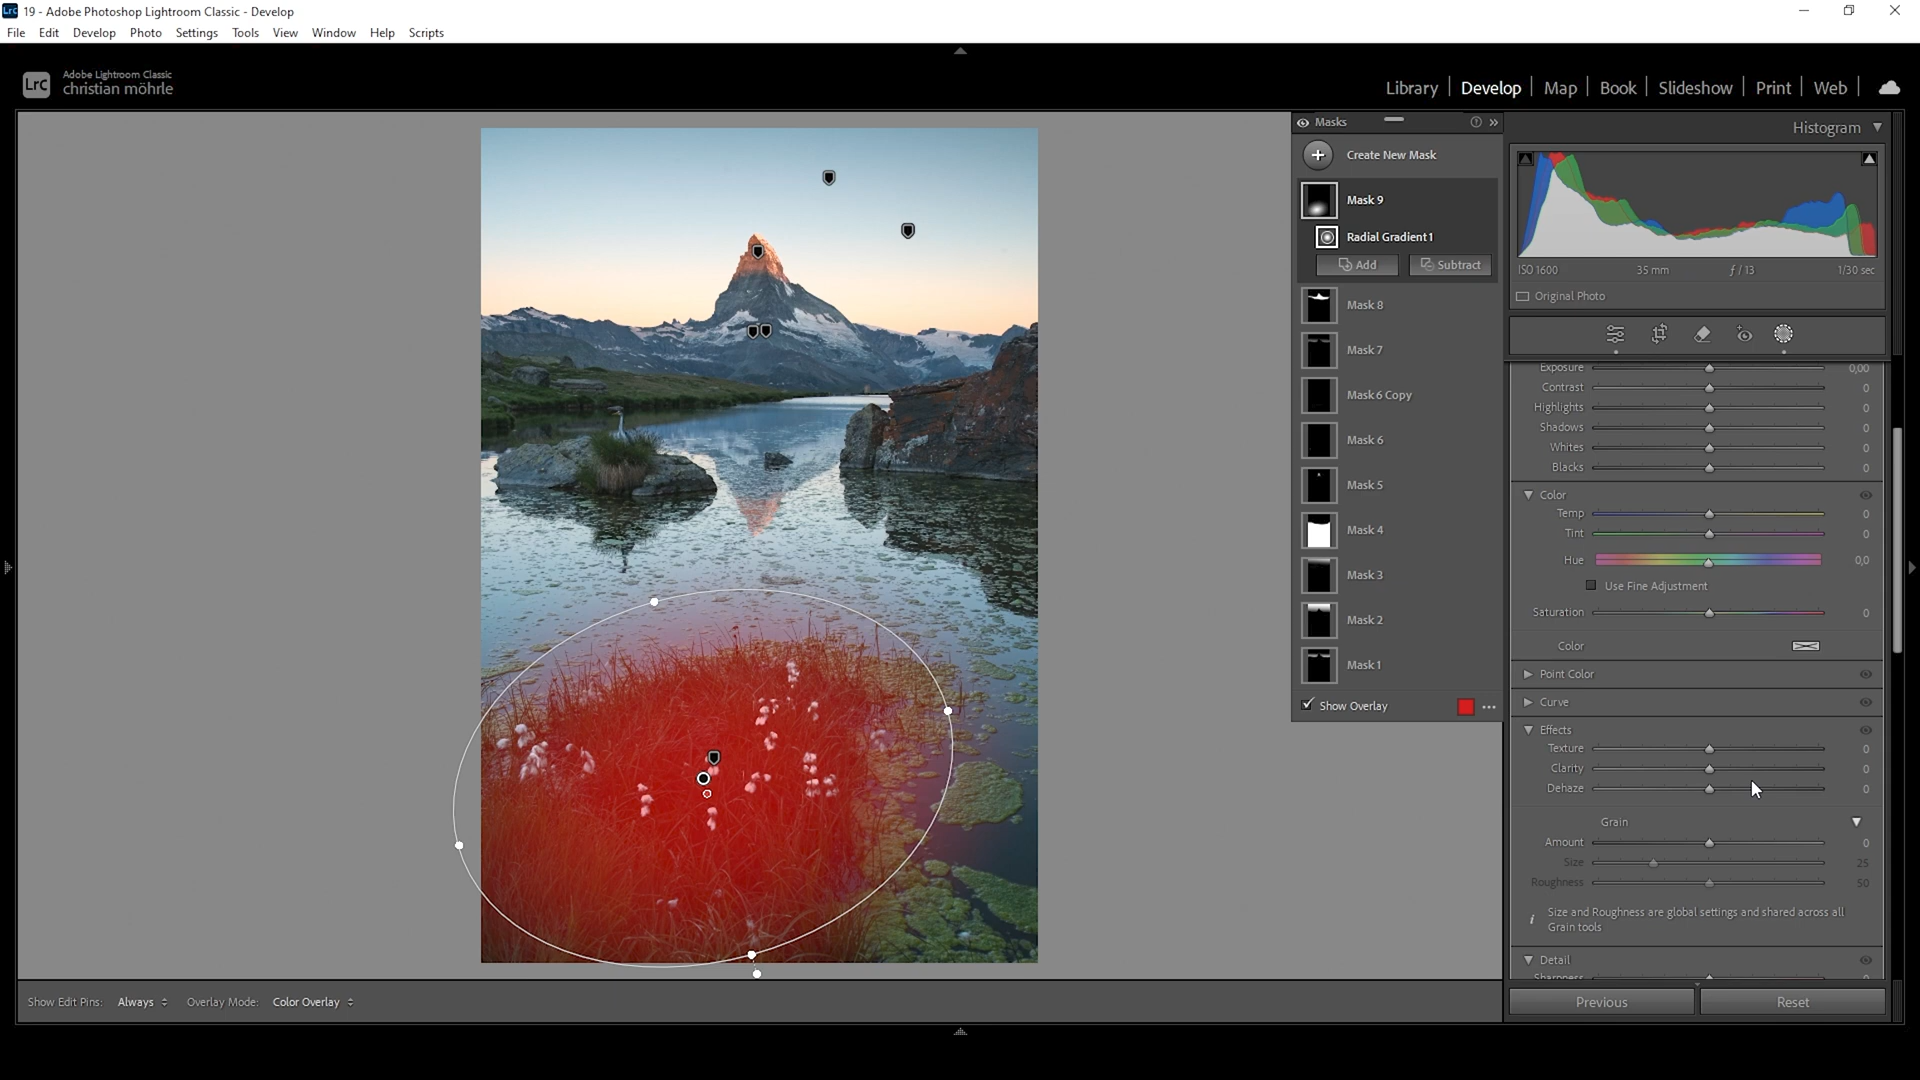 19 - Adobe Photoshop Lightroom Classic - Develop
File Edit Develop Photo Settings Tools View Window Help Scripts
Lrc
Adobe Lightroom Classic
christian möhrle
Library Develop Map Book Slideshow Print Web
Masks
Create New Mask
Mask 9
Radial Gradient 1
Add Subtract
Mask 8
Mask 7
Mask 6 Copy
Mask 6
Mask 5
Mask 4
Mask 3
Mask 2
Mask 1
Show Overlay
Histogram
ISO 1600 35 mm ƒ / 13 1/30 sec
Original Photo
Exposure 0,00
Contrast 0
Highlights 0
Shadows 0
Whites 0
Blacks 0
Color
Temp 0
Tint 0
Hue 0,0
Use Fine Adjustment
Saturation 0
Color
Point Color
Curve
Effects
Texture 0
Clarity 0
Dehaze 0
Grain
Amount 0
Size 25
Roughness 50
Size and Roughness are global settings and shared across all
Grain tools
Detail
Sharpness 0
Previous Reset
Show Edit Pins: Always Overlay Mode: Color Overlay